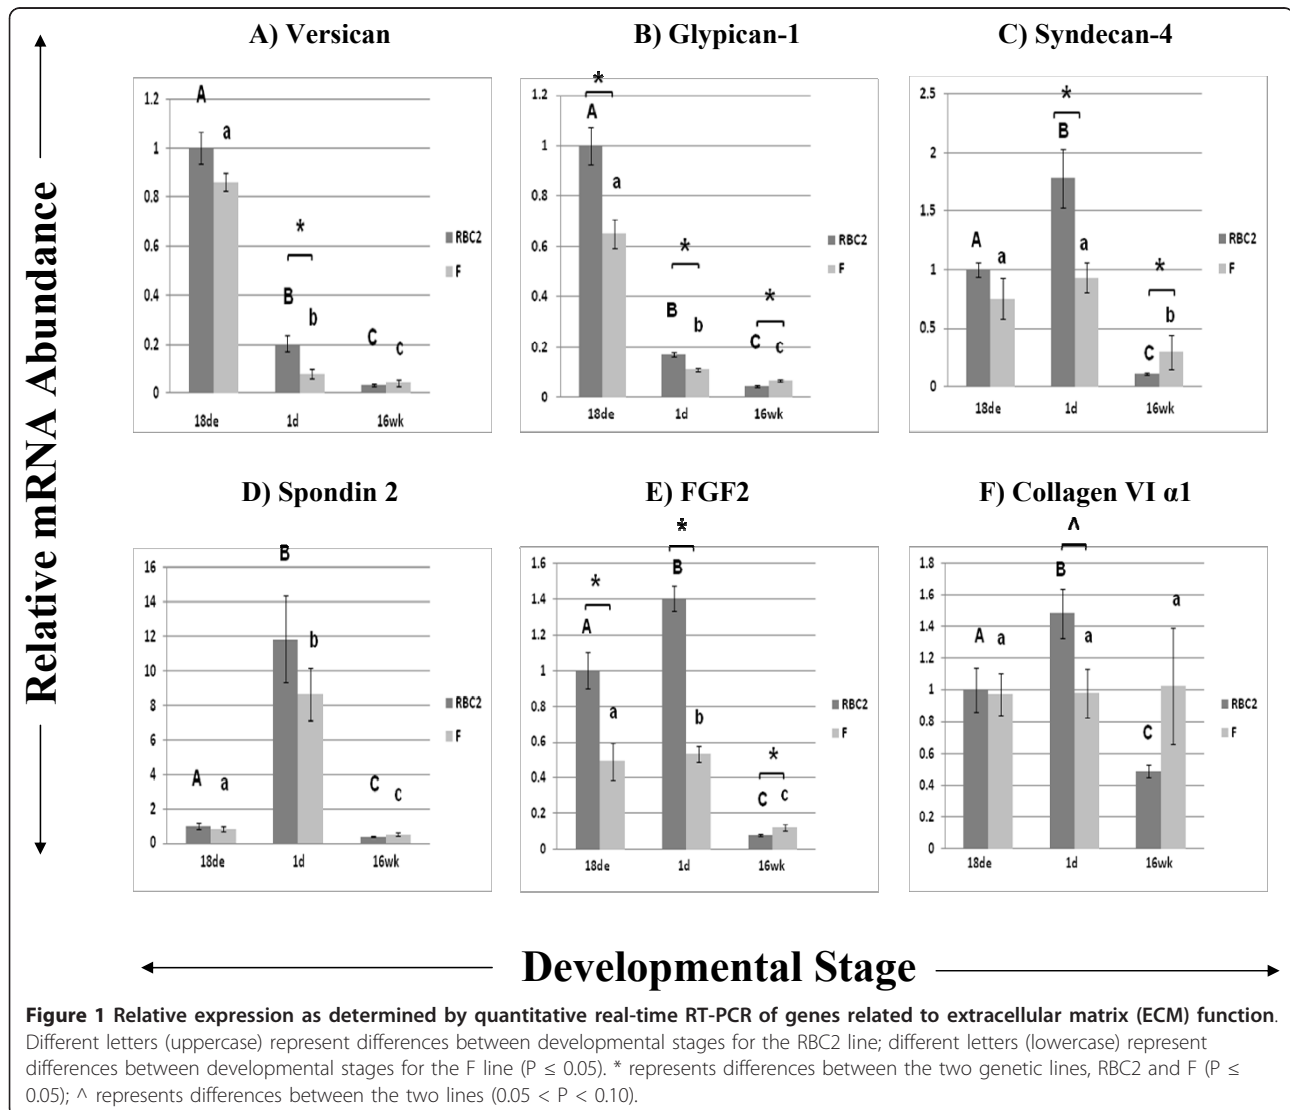 Relative mRNA Abundance
A) Versican
A
a
*
B
b
C
c
1.2
1
0.8
0.6
0.4
0.2
0
18de
1d
16wk
RBC2
F
B) Glypican-1
*
A
a
*
B
b
*
C
c
1.2
1
0.8
0.6
0.4
0.2
0
18de
1d
16wk
RBC2
F
C) Syndecan-4
A
a
*
B
a
*
C
b
2.5
2
1.5
1
0.5
0
18de
1d
16wk
RBC2
F
D) Spondin 2
A
a
B
b
C
c
16
14
12
10
8
6
4
2
0
18de
1d
16wk
RBC2
F
E) FGF2
*
A
a
*
B
b
*
C
c
1.6
1.4
1.2
1
0.8
0.6
0.4
0.2
0
18de
1d
16wk
RBC2
F
F) Collagen VI α1
A
a
^
B
a
C
a
1.8
1.6
1.4
1.2
1
0.8
0.6
0.4
0.2
0
18de
1d
16wk
RBC2
F
Developmental Stage
Figure 1 Relative expression as determined by quantitative real-time RT-PCR of genes related to extracellular matrix (ECM) function.
Different letters (uppercase) represent differences between developmental stages for the RBC2 line; different letters (lowercase) represent
differences between developmental stages for the F line (P ≤ 0.05). * represents differences between the two genetic lines, RBC2 and F (P ≤
0.05); ^ represents differences between the two lines (0.05 < P < 0.10).